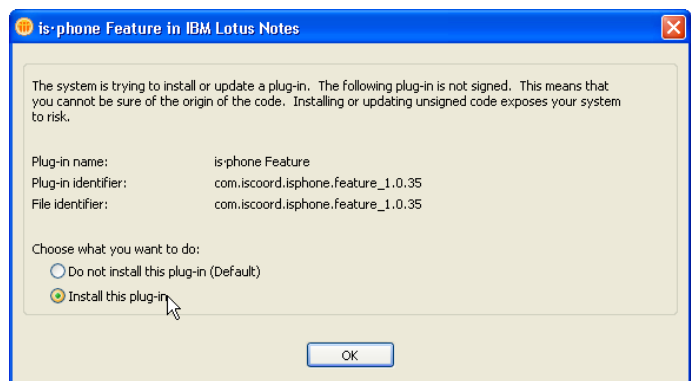 is·phone Feature in IBM Lotus Notes
The system is trying to install or update a plug-in. The following plug-in is not signed. This means that
you cannot be sure of the origin of the code. Installing or updating unsigned code exposes your system
to risk.
Plug-in name: is·phone Feature
Plug-in identifier: com.iscoord.isphone.feature_1.0.35
File identifier: com.iscoord.isphone.feature_1.0.35
Choose what you want to do:
Do not install this plug-in (Default)
Install this plug-in
OK